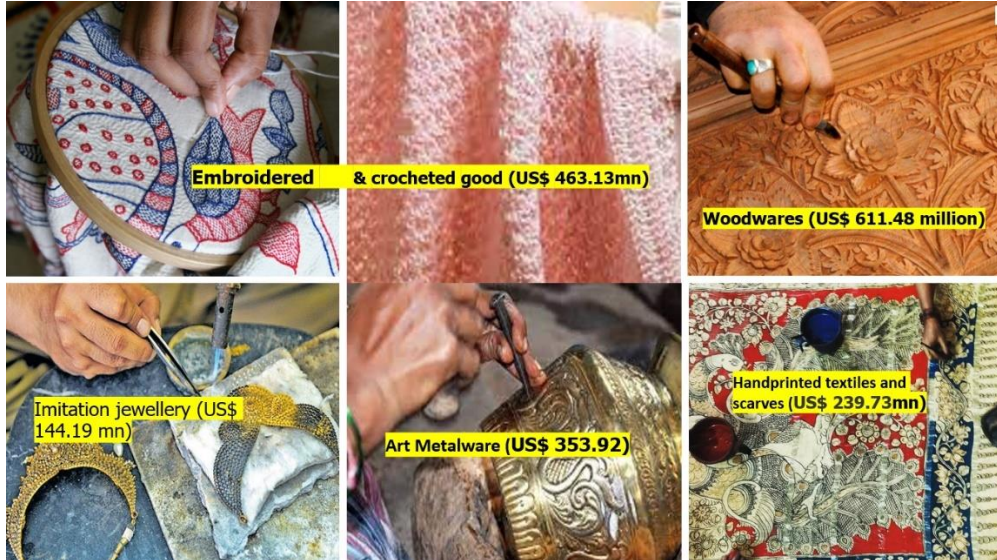 Embroidered & crocheted good (US$ 463.13mn)
Woodwares (US$ 611.48 million)
Imitation jewellery (US$
144.19 mn)
Art Metalware (US$ 353.92)
Handprinted textiles and
scarves (US$ 239.73mn)